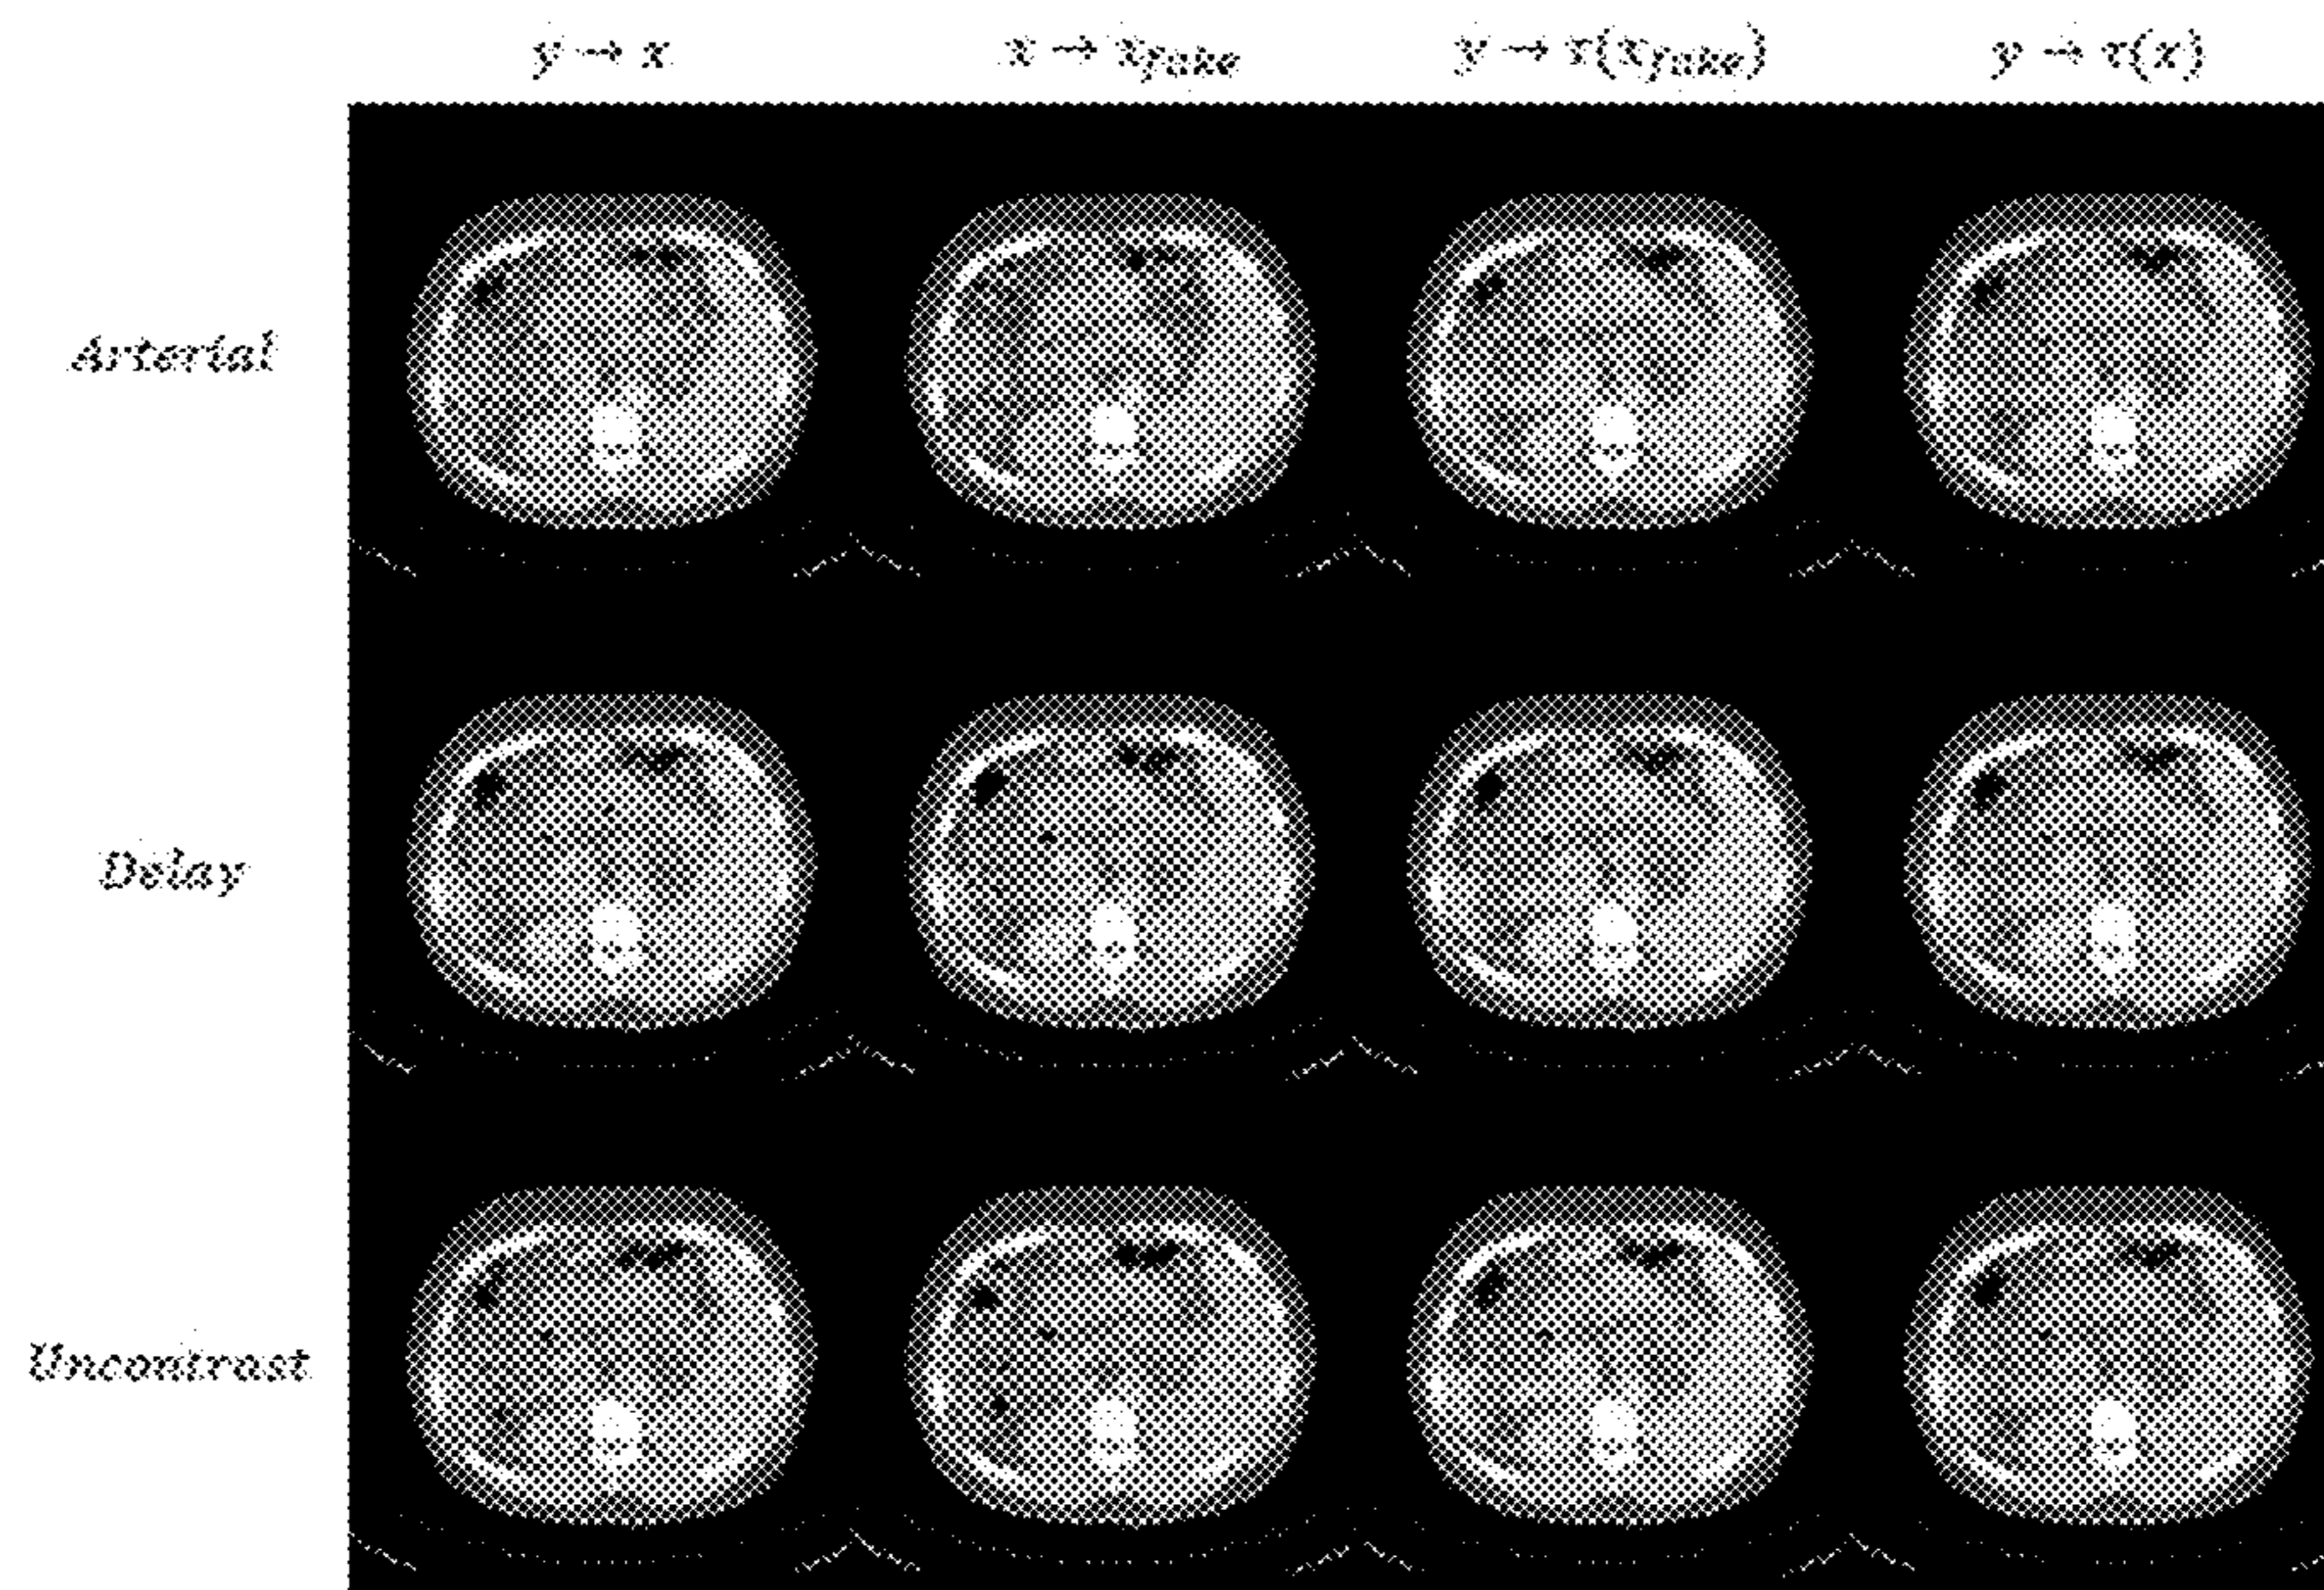 y → x
x → x_fake
y → τ(x_fake)
y → τ(x)
Arterial
Delay
Uncontrast